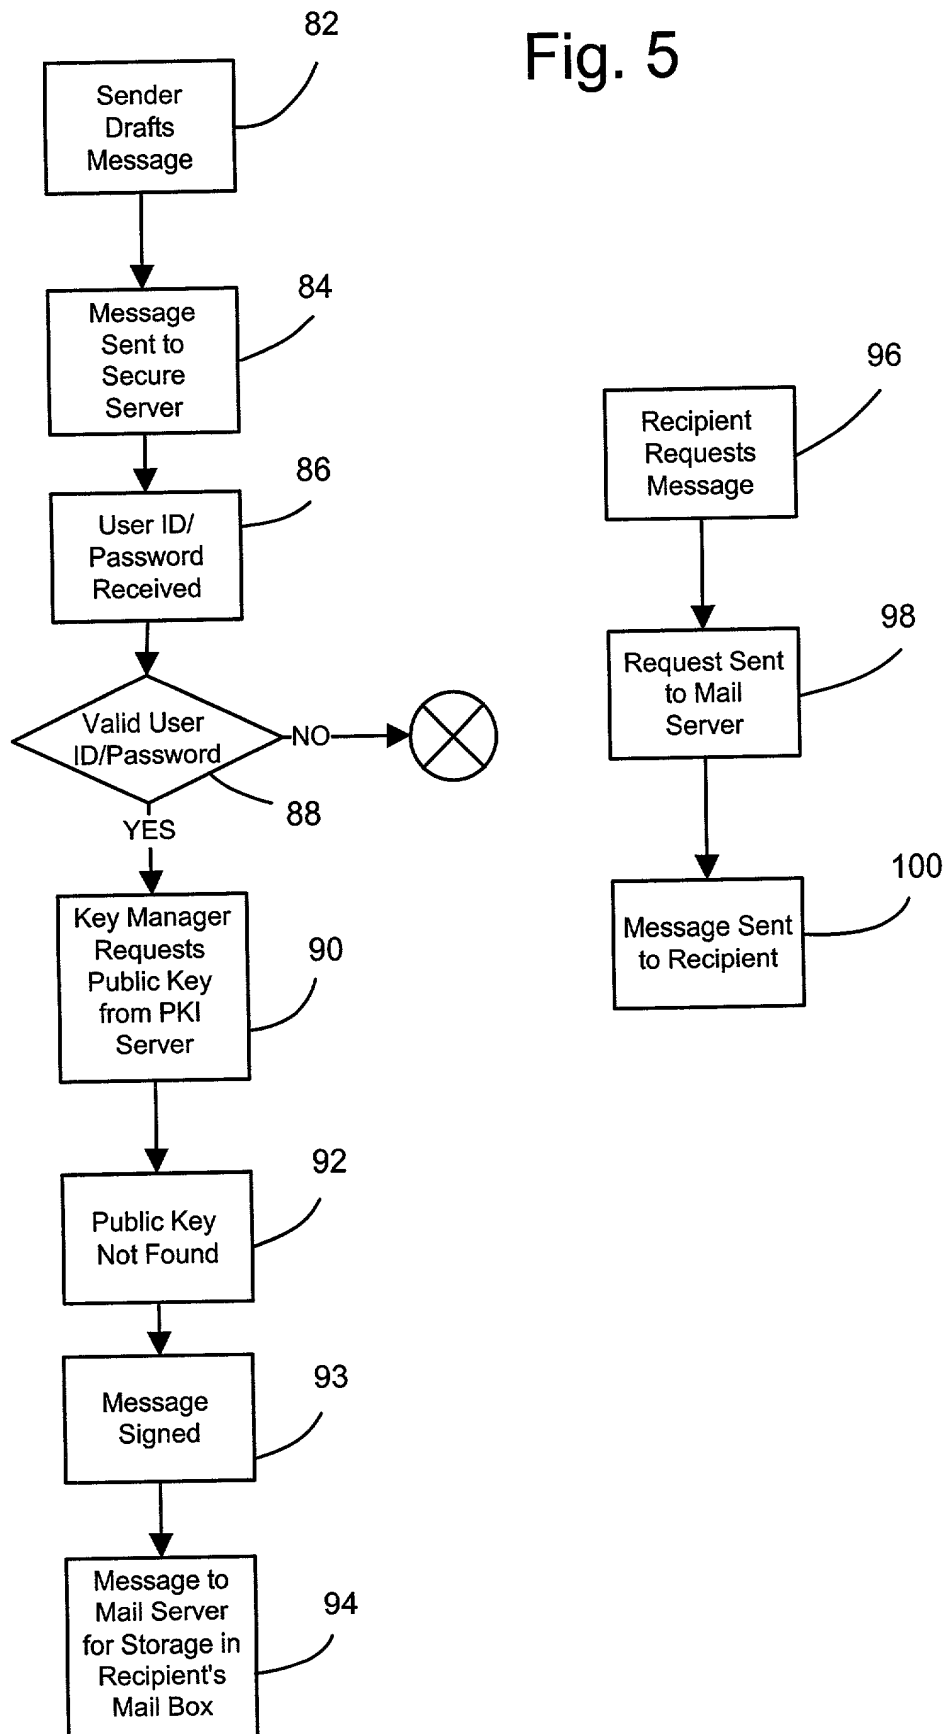 Fig. 5
82
Sender
Drafts
Message
84
Message
Sent to
Secure
Server
86
User ID/
Password
Received
Valid User
ID/Password
NO
88
YES
Key Manager
Requests
Public Key
from PKI
Server
90
92
Public Key
Not Found
93
Message
Signed
94
Message to
Mail Server
for Storage in
Recipient's
Mail Box
96
Recipient
Requests
Message
98
Request Sent
to Mail
Server
100
Message Sent
to Recipient